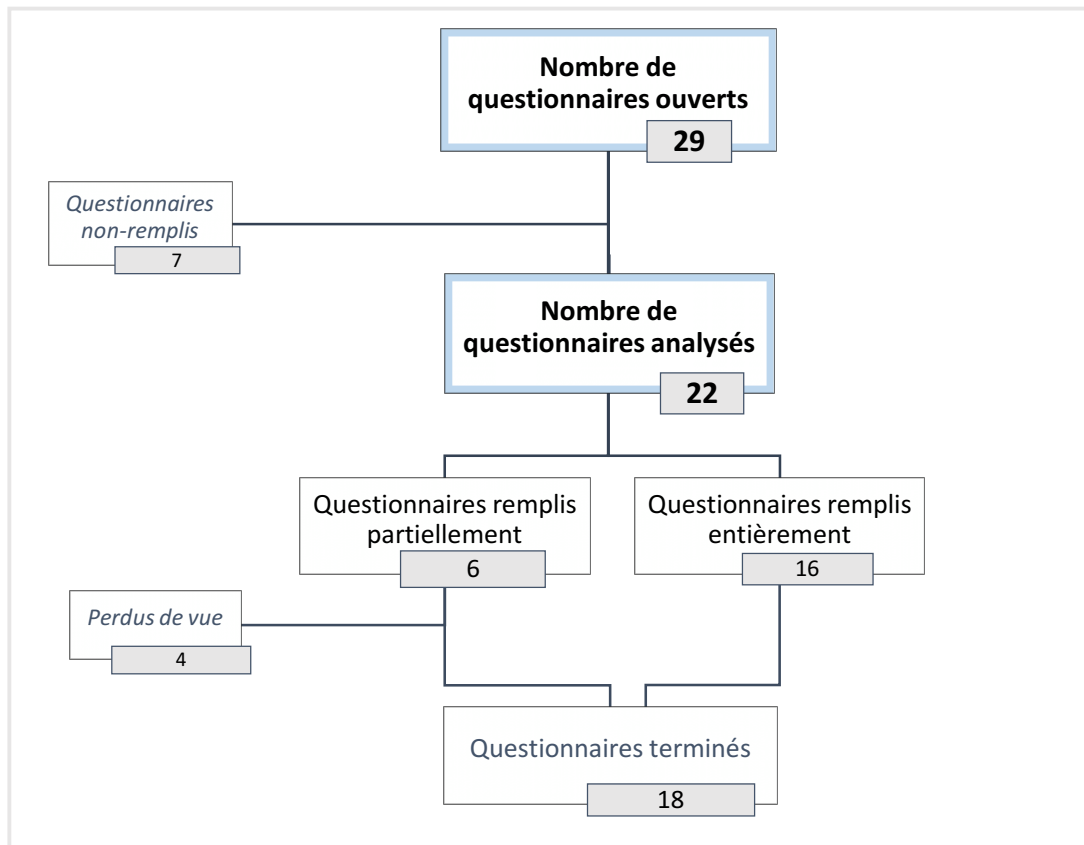 Nombre de
questionnaires ouverts
29
Questionnaires
non-remplis
7
Nombre de
questionnaires analysés
22
Questionnaires remplis
partiellement
6
Questionnaires remplis
entièrement
16
Perdus de vue
4
Questionnaires terminés
18